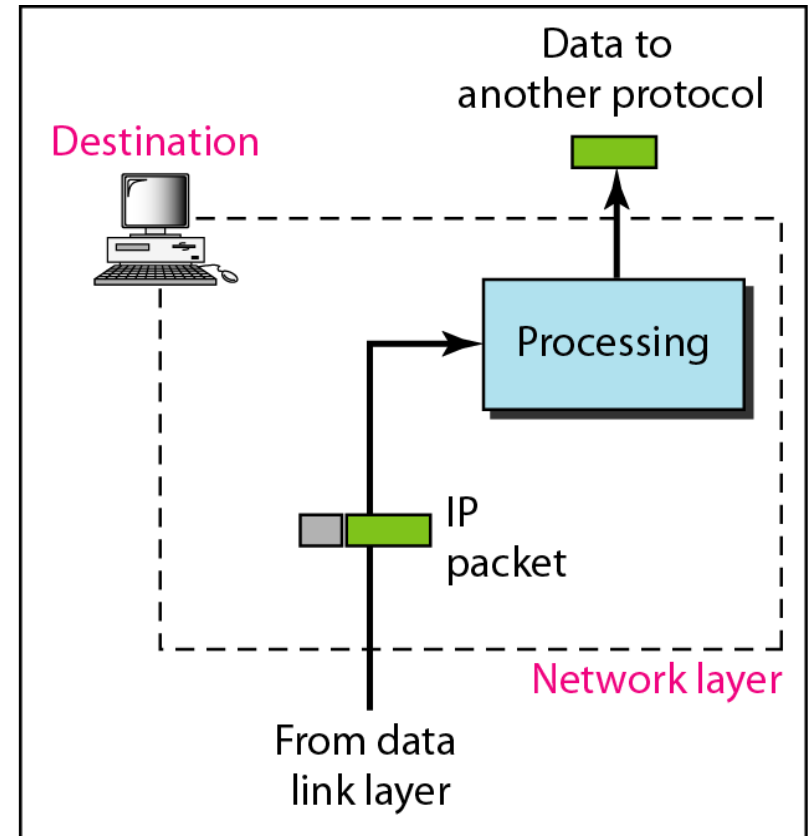 Data to
another protocol
Destination
Processing
IP
packet
Network layer
From data
link layer